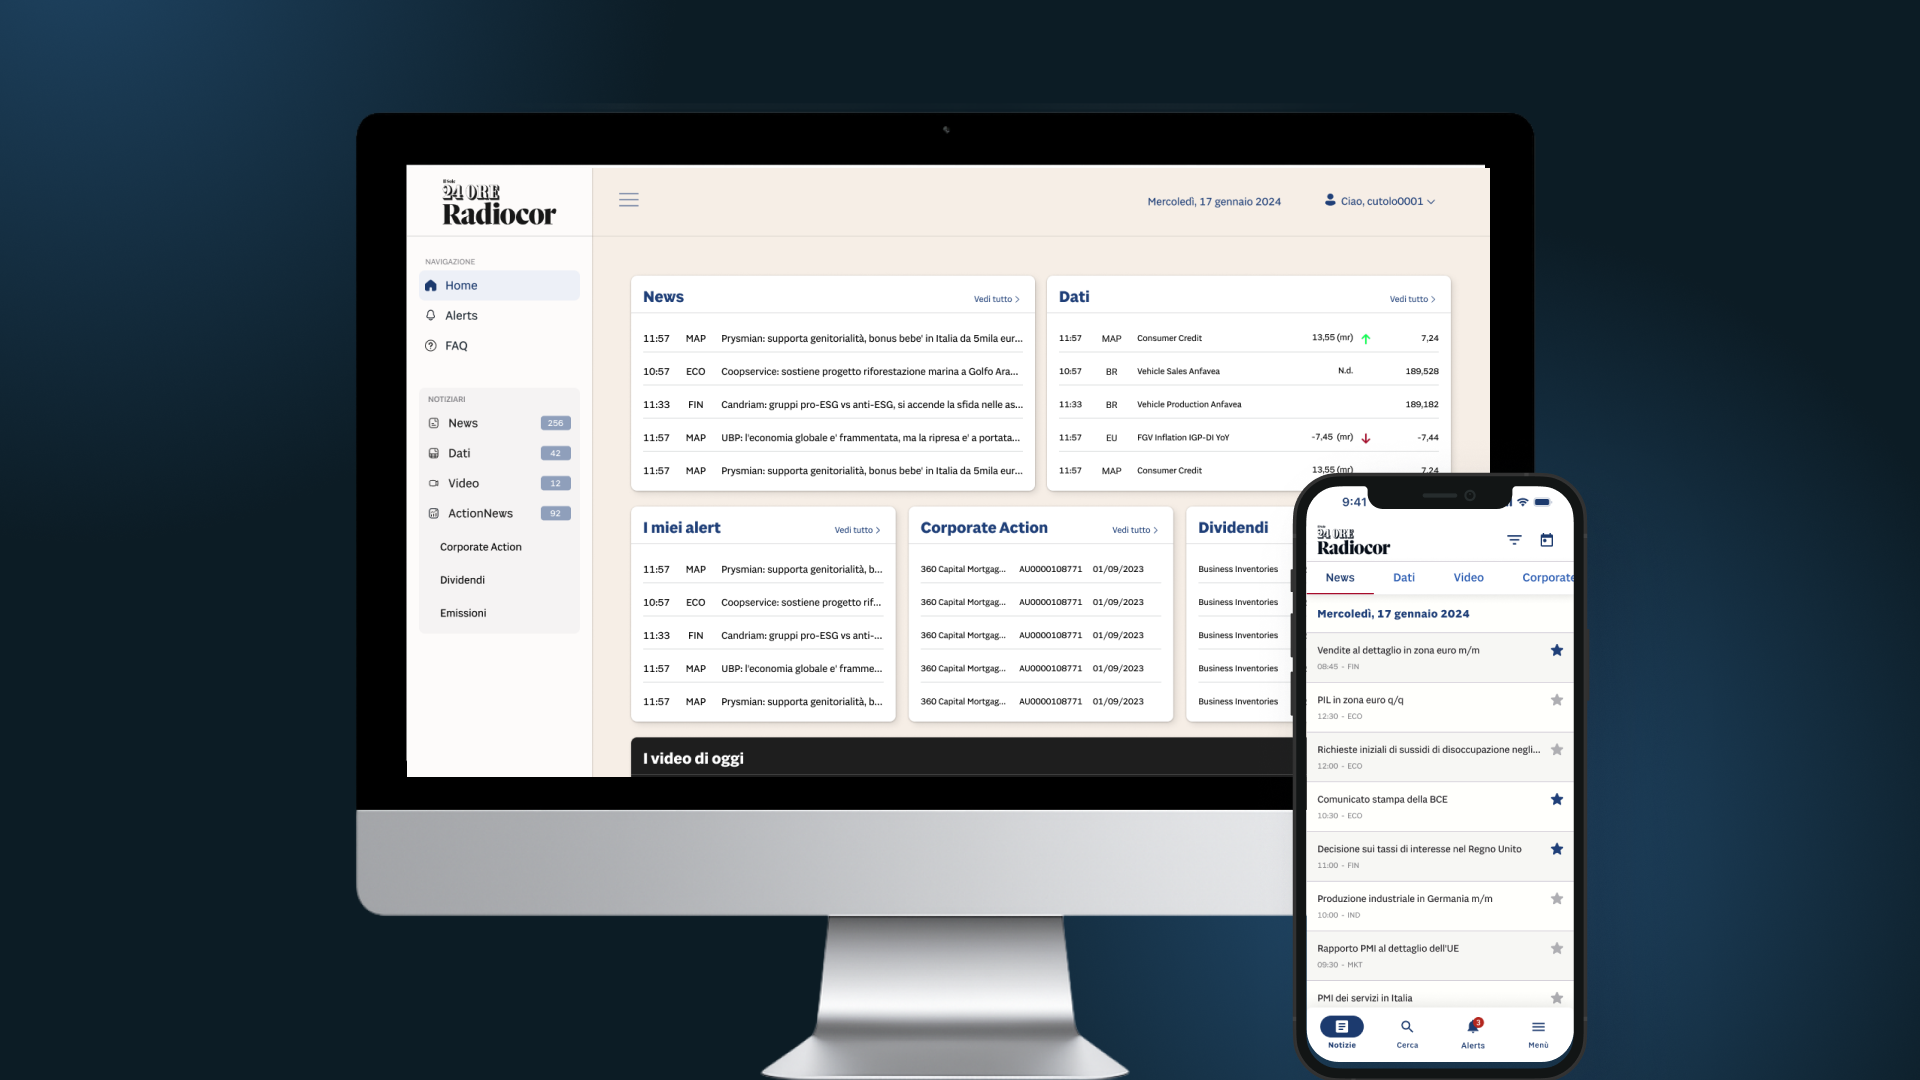 Il Sole
24 ORE
Radiocor
Mercoledì, 17 gennaio 2024
Ciao, cutolo0001
NAVIGAZIONE
Home
Alerts
FAQ
NOTIZIARI
News 256
Dati 42
Video 12
ActionNews 92
Corporate Action
Dividendi
Emissioni
News Vedi tutto
11:57 MAP Prysmian: supporta genitorialità, bonus bebe' in Italia da 5mila eur...
10:57 ECO Coopservice: sostiene progetto riforestazione marina a Golfo Ara...
11:33 FIN Candriam: gruppi pro-ESG vs anti-ESG, si accende la sfida nelle as...
11:57 MAP UBP: l'economia globale e' frammentata, ma la ripresa e' a portata...
11:57 MAP Prysmian: supporta genitorialità, bonus bebe' in Italia da 5mila eur...
Dati Vedi tutto
11:57 MAP Consumer Credit 13,55 (mr) 7,24
10:57 BR Vehicle Sales Anfavea N.d. 189,528
11:33 BR Vehicle Production Anfavea 189,182
11:57 EU FGV Inflation IGP-DI YoY -7,45 (mr) -7,44
11:57 MAP Consumer Credit 13,55 (mr) 7,24
I miei alert Vedi tutto
11:57 MAP Prysmian: supporta genitorialità, b...
10:57 ECO Coopservice: sostiene progetto rif...
11:33 FIN Candriam: gruppi pro-ESG vs anti-...
11:57 MAP UBP: l'economia globale e' framme...
11:57 MAP Prysmian: supporta genitorialità, b...
Corporate Action Vedi tutto
360 Capital Mortgag... AU0000108771 01/09/2023
360 Capital Mortgag... AU0000108771 01/09/2023
360 Capital Mortgag... AU0000108771 01/09/2023
360 Capital Mortgag... AU0000108771 01/09/2023
360 Capital Mortgag... AU0000108771 01/09/2023
Dividendi
Business Inventories
Business Inventories
Business Inventories
Business Inventories
Business Inventories
I video di oggi
9:41
Il Sole
24 ORE
Radiocor
News Dati Video Corporate
Mercoledì, 17 gennaio 2024
Vendite al dettaglio in zona euro m/m
08:45 - FIN
PIL in zona euro q/q
12:30 - ECO
Richieste iniziali di sussidi di disoccupazione negli...
12:00 - ECO
Comunicato stampa della BCE
10:30 - ECO
Decisione sui tassi di interesse nel Regno Unito
11:00 - FIN
Produzione industriale in Germania m/m
10:00 - IND
Rapporto PMI al dettaglio dell'UE
09:30 - MKT
PMI dei servizi in Italia
3
Notizie Cerca Alerts Menù